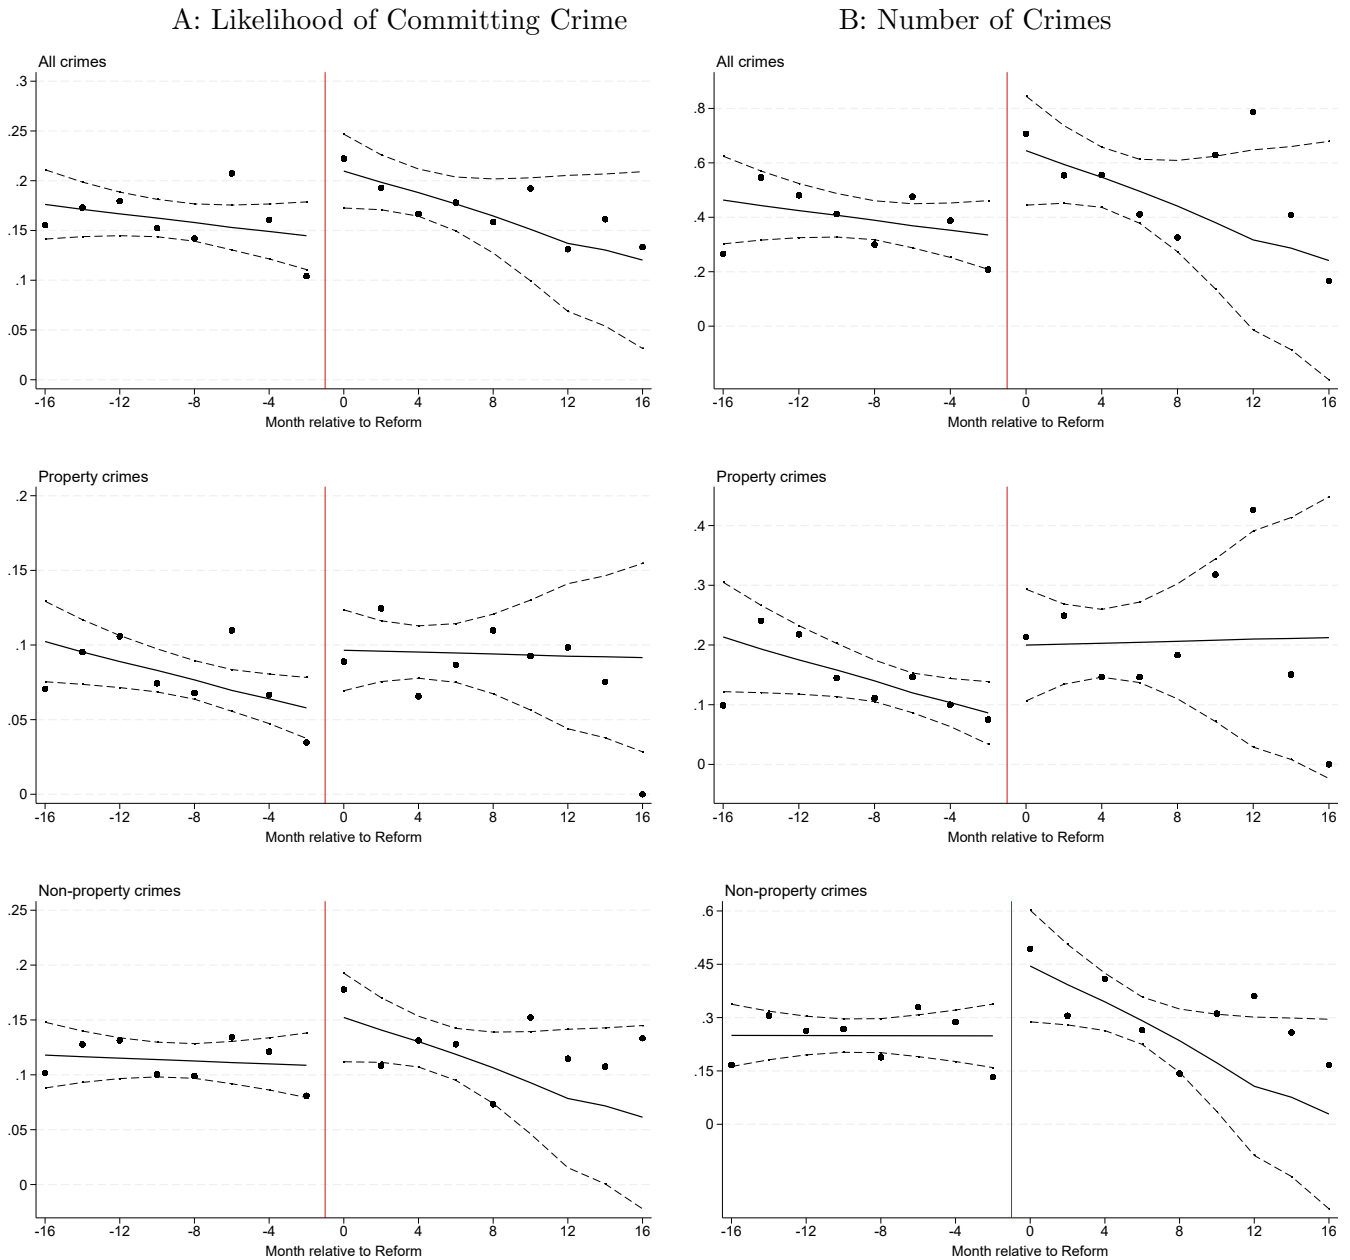 A: Likelihood of Committing Crime
B: Number of Crimes
All crimes
.3
.25
.2
.15
.1
.05
0
-16 -12 -8 -4 0 4 8 12 16
Month relative to Reform
All crimes
.8
.6
.4
.2
0
-16 -12 -8 -4 0 4 8 12 16
Month relative to Reform
Property crimes
.2
.15
.1
.05
0
-16 -12 -8 -4 0 4 8 12 16
Month relative to Reform
Property crimes
.4
.3
.2
.1
0
-16 -12 -8 -4 0 4 8 12 16
Month relative to Reform
Non-property crimes
.25
.2
.15
.1
.05
0
-16 -12 -8 -4 0 4 8 12 16
Month relative to Reform
Non-property crimes
.6
.45
.3
.15
0
-16 -12 -8 -4 0 4 8 12 16
Month relative to Reform